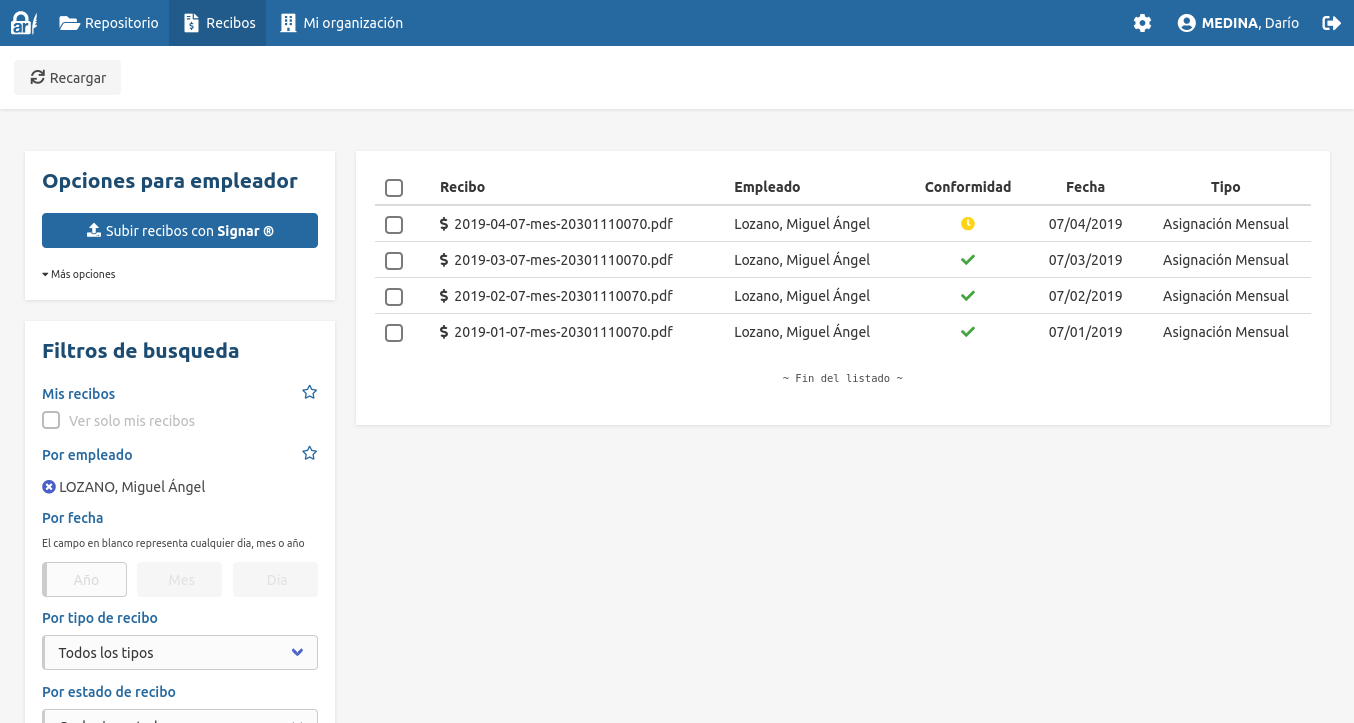 ar Repositorio Recibos Mi organización MEDINA, Darío
Recargar
Opciones para empleador
Subir recibos con Signar ®
Más opciones
Filtros de busqueda
Mis recibos
Ver solo mis recibos
Por empleado
LOZANO, Miguel Ángel
Por fecha
El campo en blanco representa cualquier dia, mes o año
Año Mes Dia
Por tipo de recibo
Todos los tipos
Por estado de recibo
Recibo Empleado Conformidad Fecha Tipo
$ 2019-04-07-mes-20301110070.pdf Lozano, Miguel Ángel 07/04/2019 Asignación Mensual
$ 2019-03-07-mes-20301110070.pdf Lozano, Miguel Ángel 07/03/2019 Asignación Mensual
$ 2019-02-07-mes-20301110070.pdf Lozano, Miguel Ángel 07/02/2019 Asignación Mensual
$ 2019-01-07-mes-20301110070.pdf Lozano, Miguel Ángel 07/01/2019 Asignación Mensual
~ Fin del listado ~